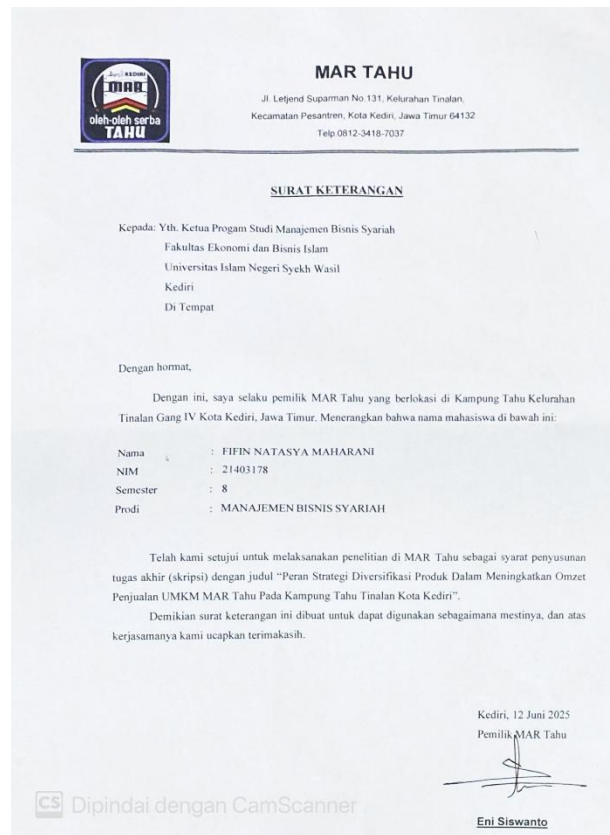 KEDIRI
MAR
oleh-oleh serba
TAHU
MAR TAHU
Jl. Letjend Suparman No.131, Kelurahan Tinalan,
Kecamatan Pesantren, Kota Kediri, Jawa Timur 64132
Telp.0812-3418-7037
SURAT KETERANGAN
Kepada: Yth. Ketua Progam Studi Manajemen Bisnis Syariah
Fakultas Ekonomi dan Bisnis Islam
Universitas Islam Negeri Syekh Wasil
Kediri
Di Tempat
Dengan hormat,
Dengan ini, saya selaku pemilik MAR Tahu yang berlokasi di Kampung Tahu Kelurahan
Tinalan Gang IV Kota Kediri, Jawa Timur. Menerangkan bahwa nama mahasiswa di bawah ini:
Nama : FIFIN NATASYA MAHARANI
NIM : 21403178
Semester : 8
Prodi : MANAJEMEN BISNIS SYARIAH
Telah kami setujui untuk melaksanakan penelitian di MAR Tahu sebagai syarat penyusunan
tugas akhir (skripsi) dengan judul “Peran Strategi Diversifikasi Produk Dalam Meningkatkan Omzet
Penjualan UMKM MAR Tahu Pada Kampung Tahu Tinalan Kota Kediri”.
Demikian surat keterangan ini dibuat untuk dapat digunakan sebagaimana mestinya, dan atas
kerjasamanya kami ucapkan terimakasih.
Kediri, 12 Juni 2025
Pemilik MAR Tahu
Eni Siswanto
CS Dipindai dengan CamScanner